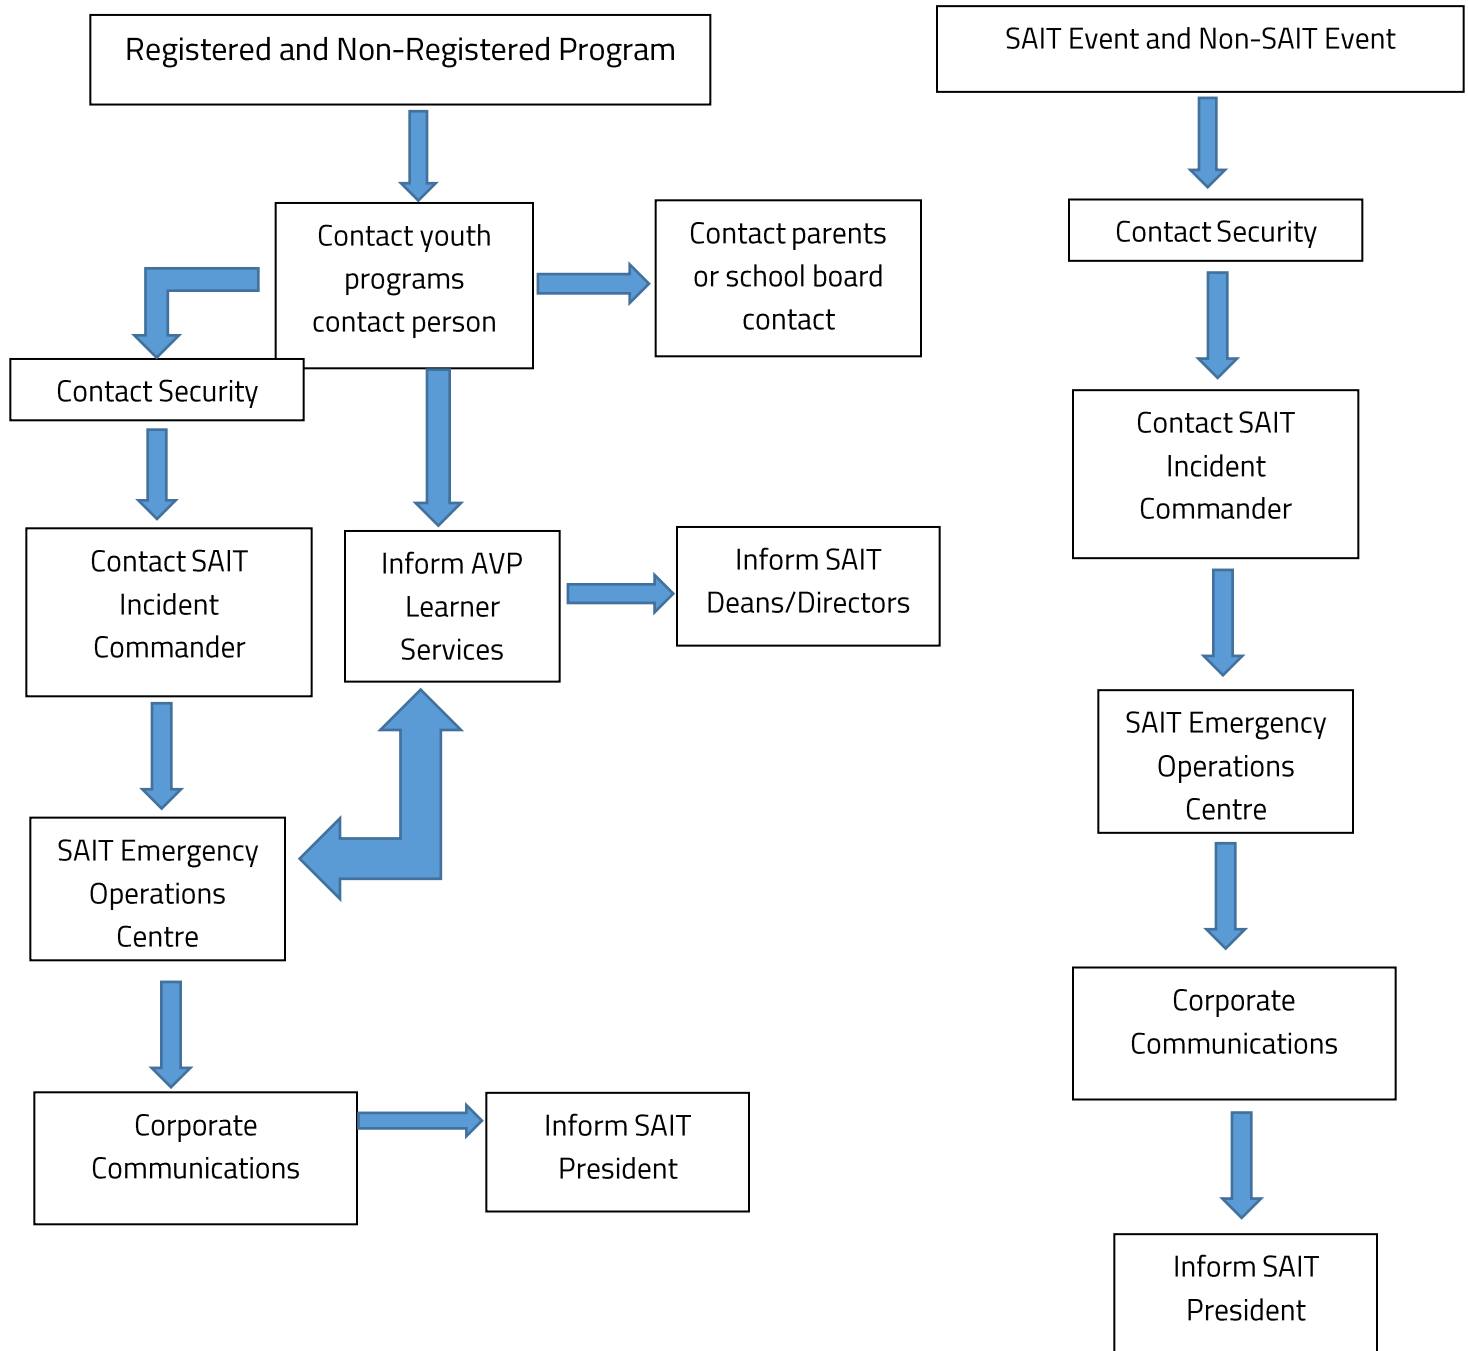 Registered and Non-Registered Program
Contact youth
programs
contact person
Contact parents
or school board
contact
Contact Security
Contact SAIT
Incident
Commander
Inform AVP
Learner
Services
Inform SAIT
Deans/Directors
SAIT Emergency
Operations
Centre
Corporate
Communications
Inform SAIT
President
SAIT Event and Non-SAIT Event
Contact Security
Contact SAIT
Incident
Commander
SAIT Emergency
Operations
Centre
Corporate
Communications
Inform SAIT
President